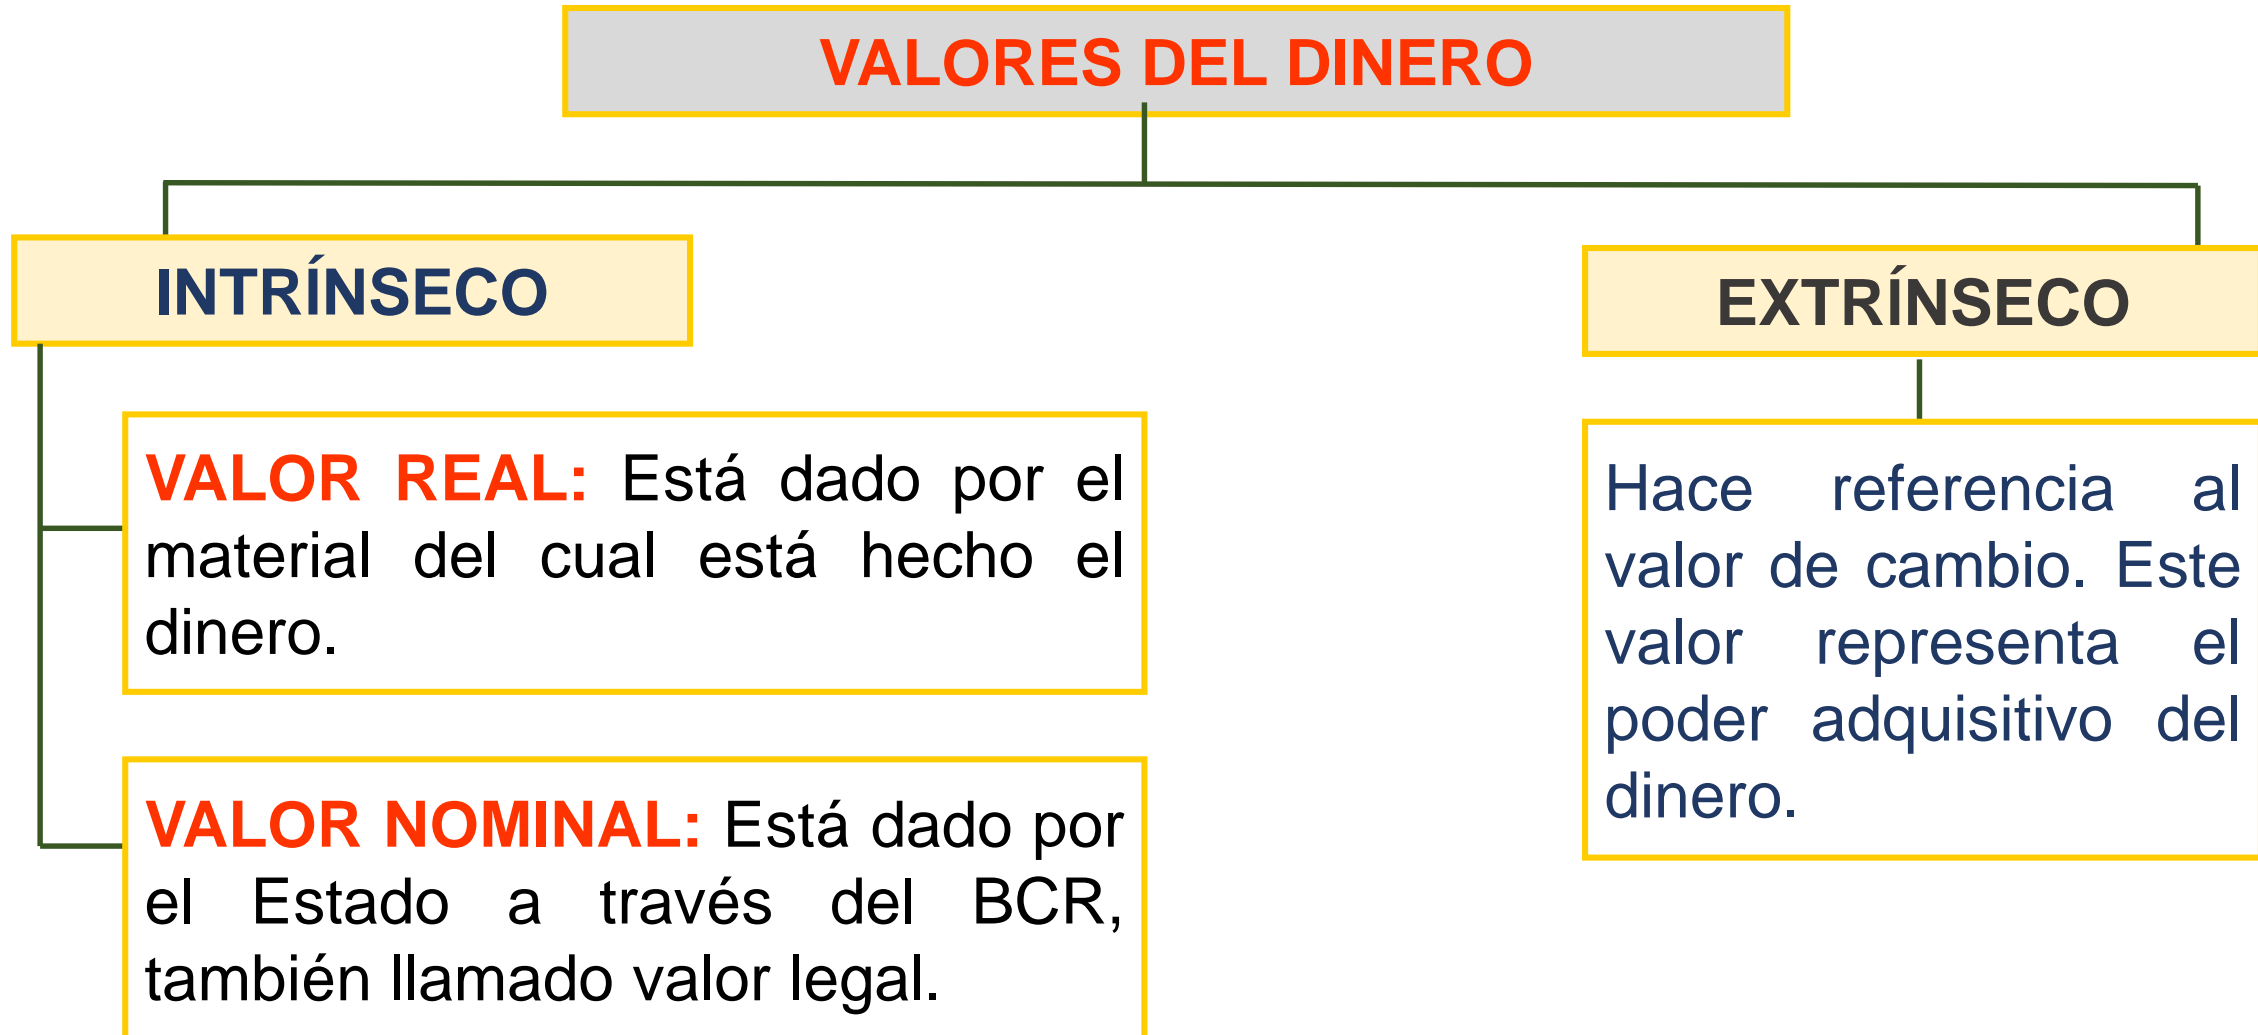 VALORES DEL DINERO
INTRÍNSECO
VALOR REAL: Está dado por el
material del cual está hecho el
dinero.
VALOR NOMINAL: Está dado por
el Estado a través del BCR,
también llamado valor legal.
EXTRÍNSECO
Hace referencia al
valor de cambio. Este
valor representa el
poder adquisitivo del
dinero.